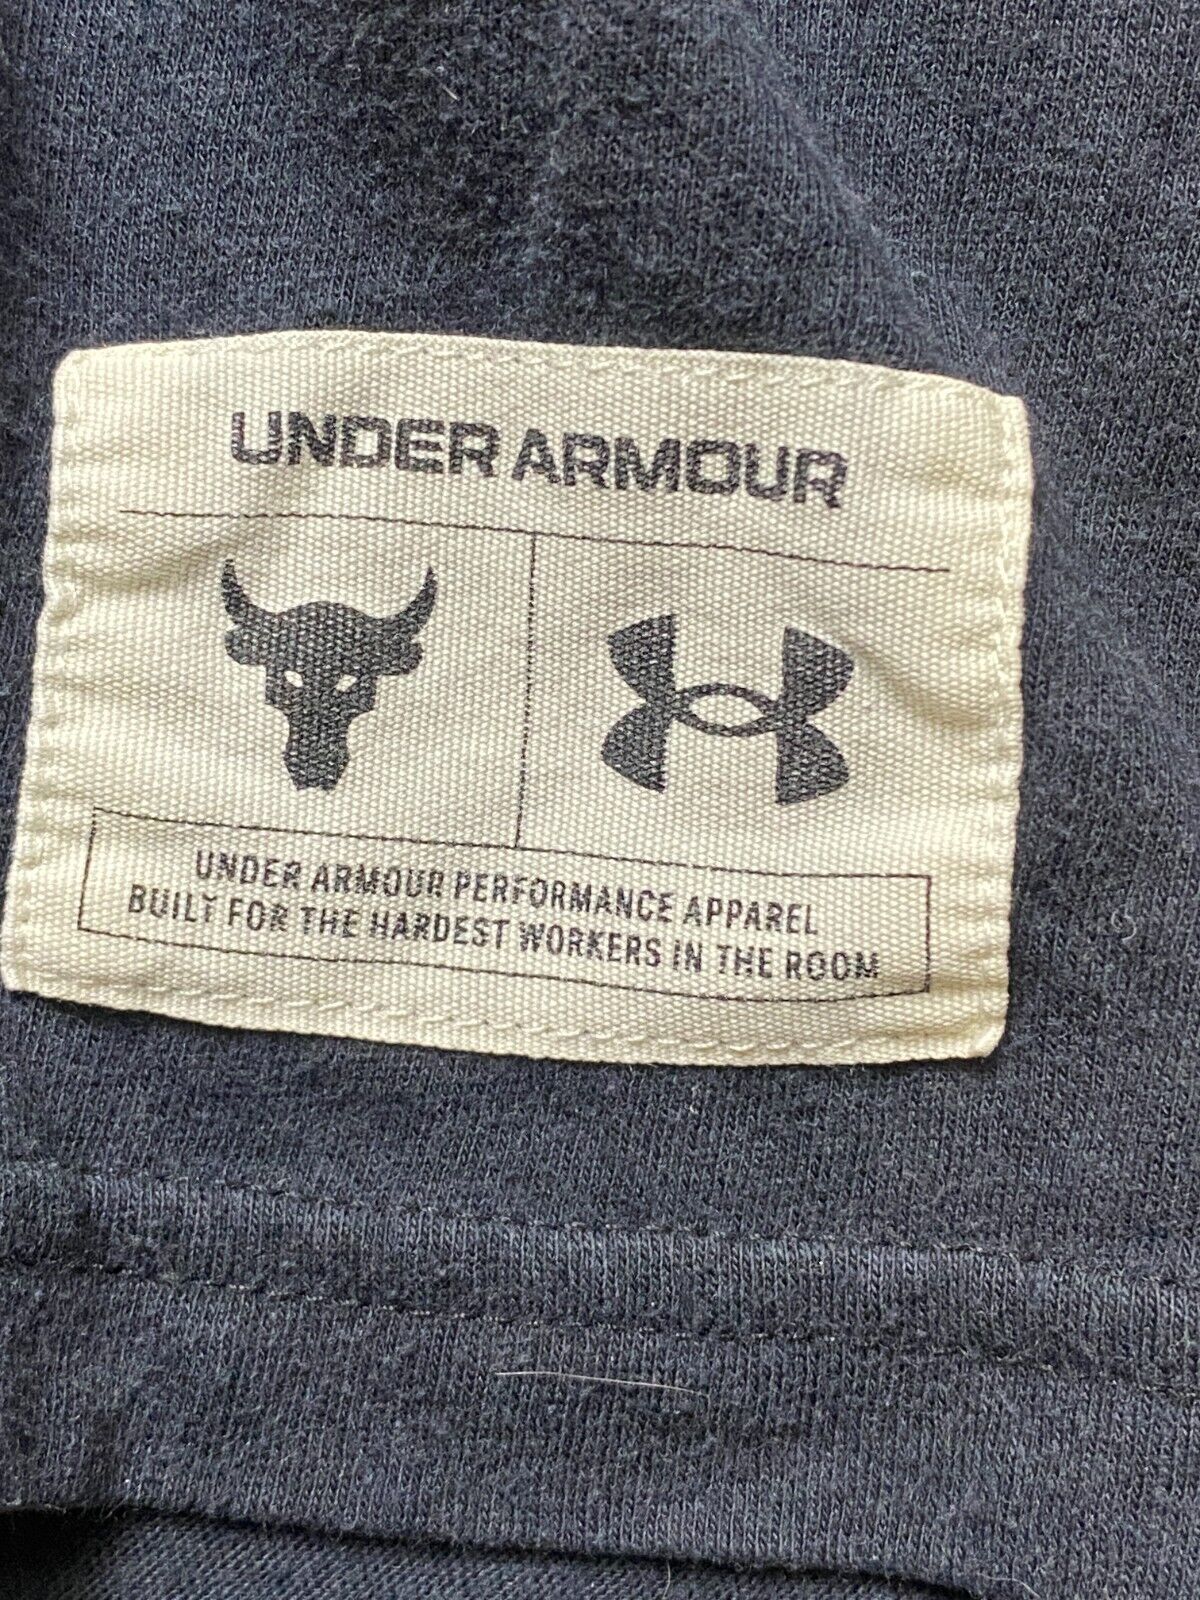 UNDER ARMOUR
UNDER ARMOUR PERFORMANCE APPAREL
BUILT FOR THE HARDEST WORKERS IN THE ROOM